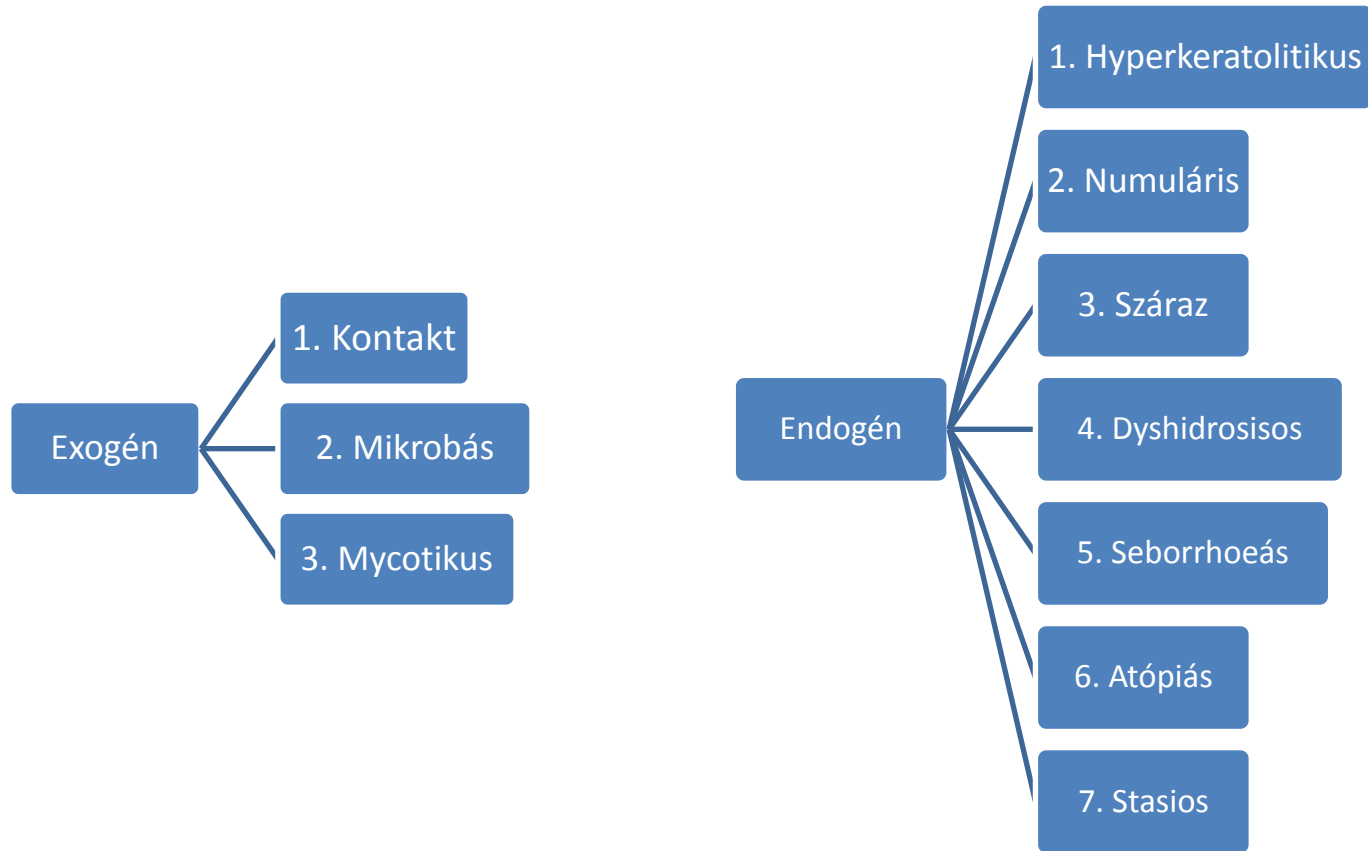 Exogén
1. Kontakt
2. Mikrobás
3. Mycotikus
Endogén
1. Hyperkeratolitikus
2. Numuláris
3. Száraz
4. Dyshidrosisos
5. Seborrhoeás
6. Atópiás
7. Stasios